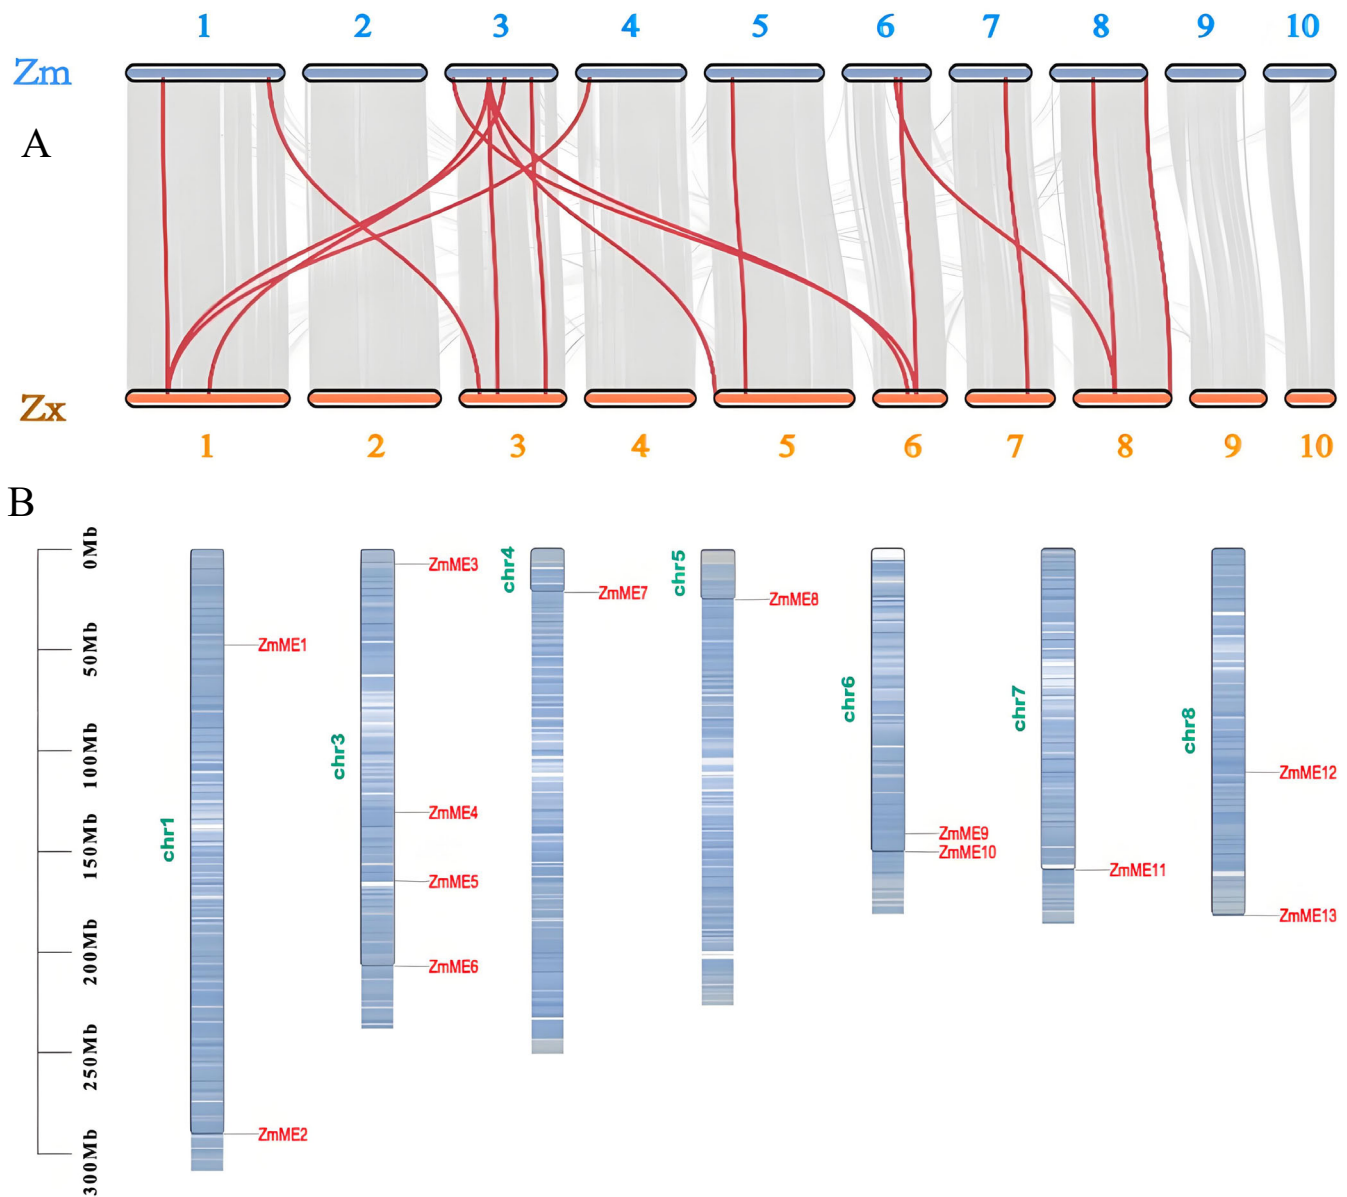 1 2 3 4 5 6 7 8 9 10
Zm
A
Zx
1 2 3 4 5 6 7 8 9 10
B
0Mb
50Mb
100Mb
150Mb
200Mb
250Mb
300Mb
chr1
ZmME1
ZmME2
chr3
ZmME3
ZmME4
ZmME5
ZmME6
chr4
ZmME7
chr5
ZmME8
chr6
ZmME9
ZmME10
chr7
ZmME11
chr8
ZmME12
ZmME13